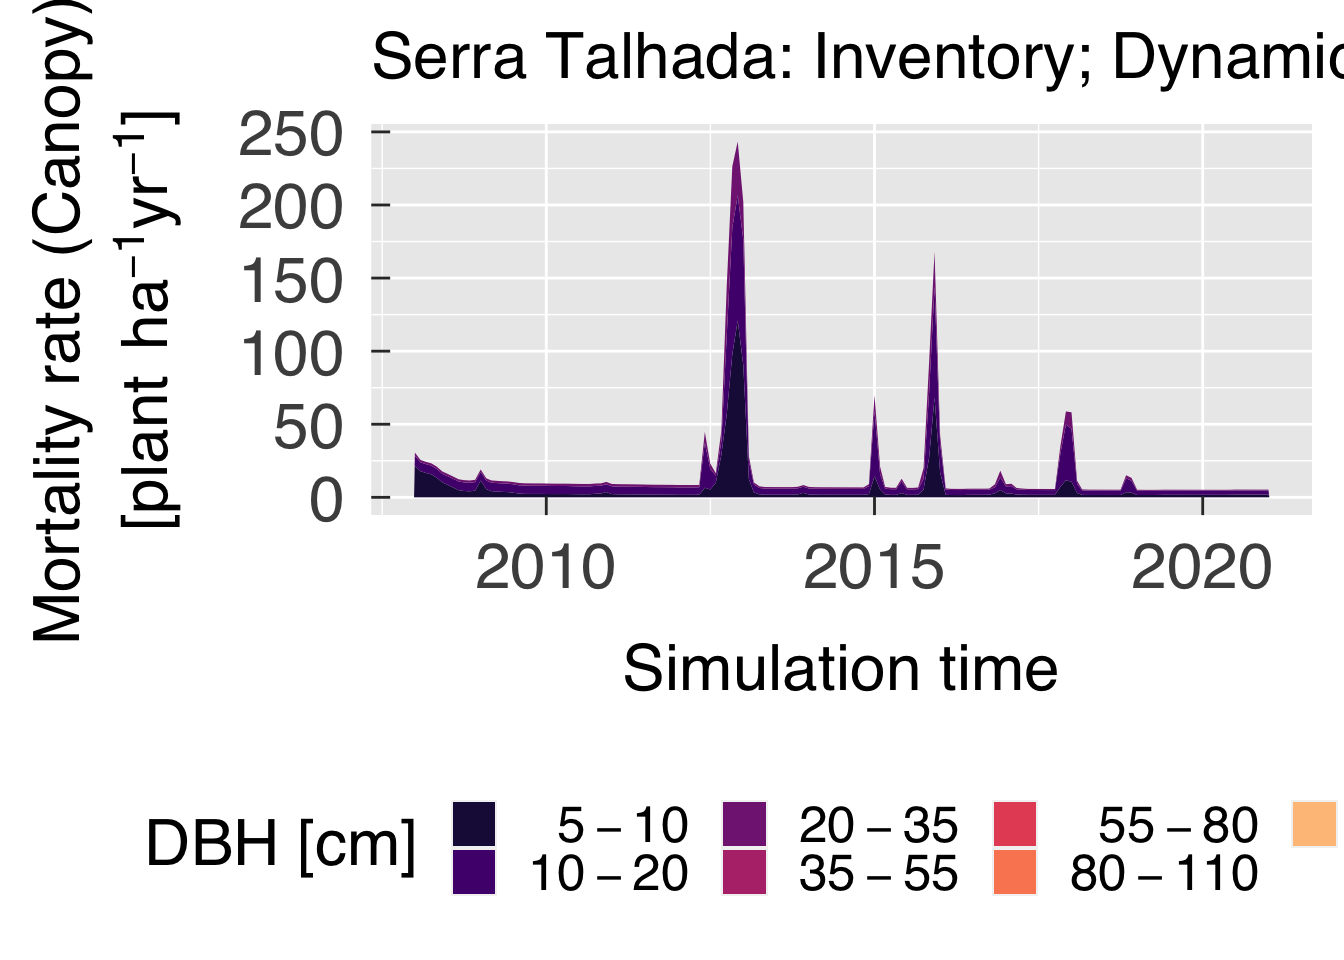 Serra Talhada: Inventory; Dynamic
Mortality rate (Canopy)
[plant ha⁻¹yr⁻¹]
250
200
150
100
50
0
2010 2015 2020
Simulation time
DBH [cm] 5 – 10 20 – 35 55 – 80
10 – 20 35 – 55 80 – 110